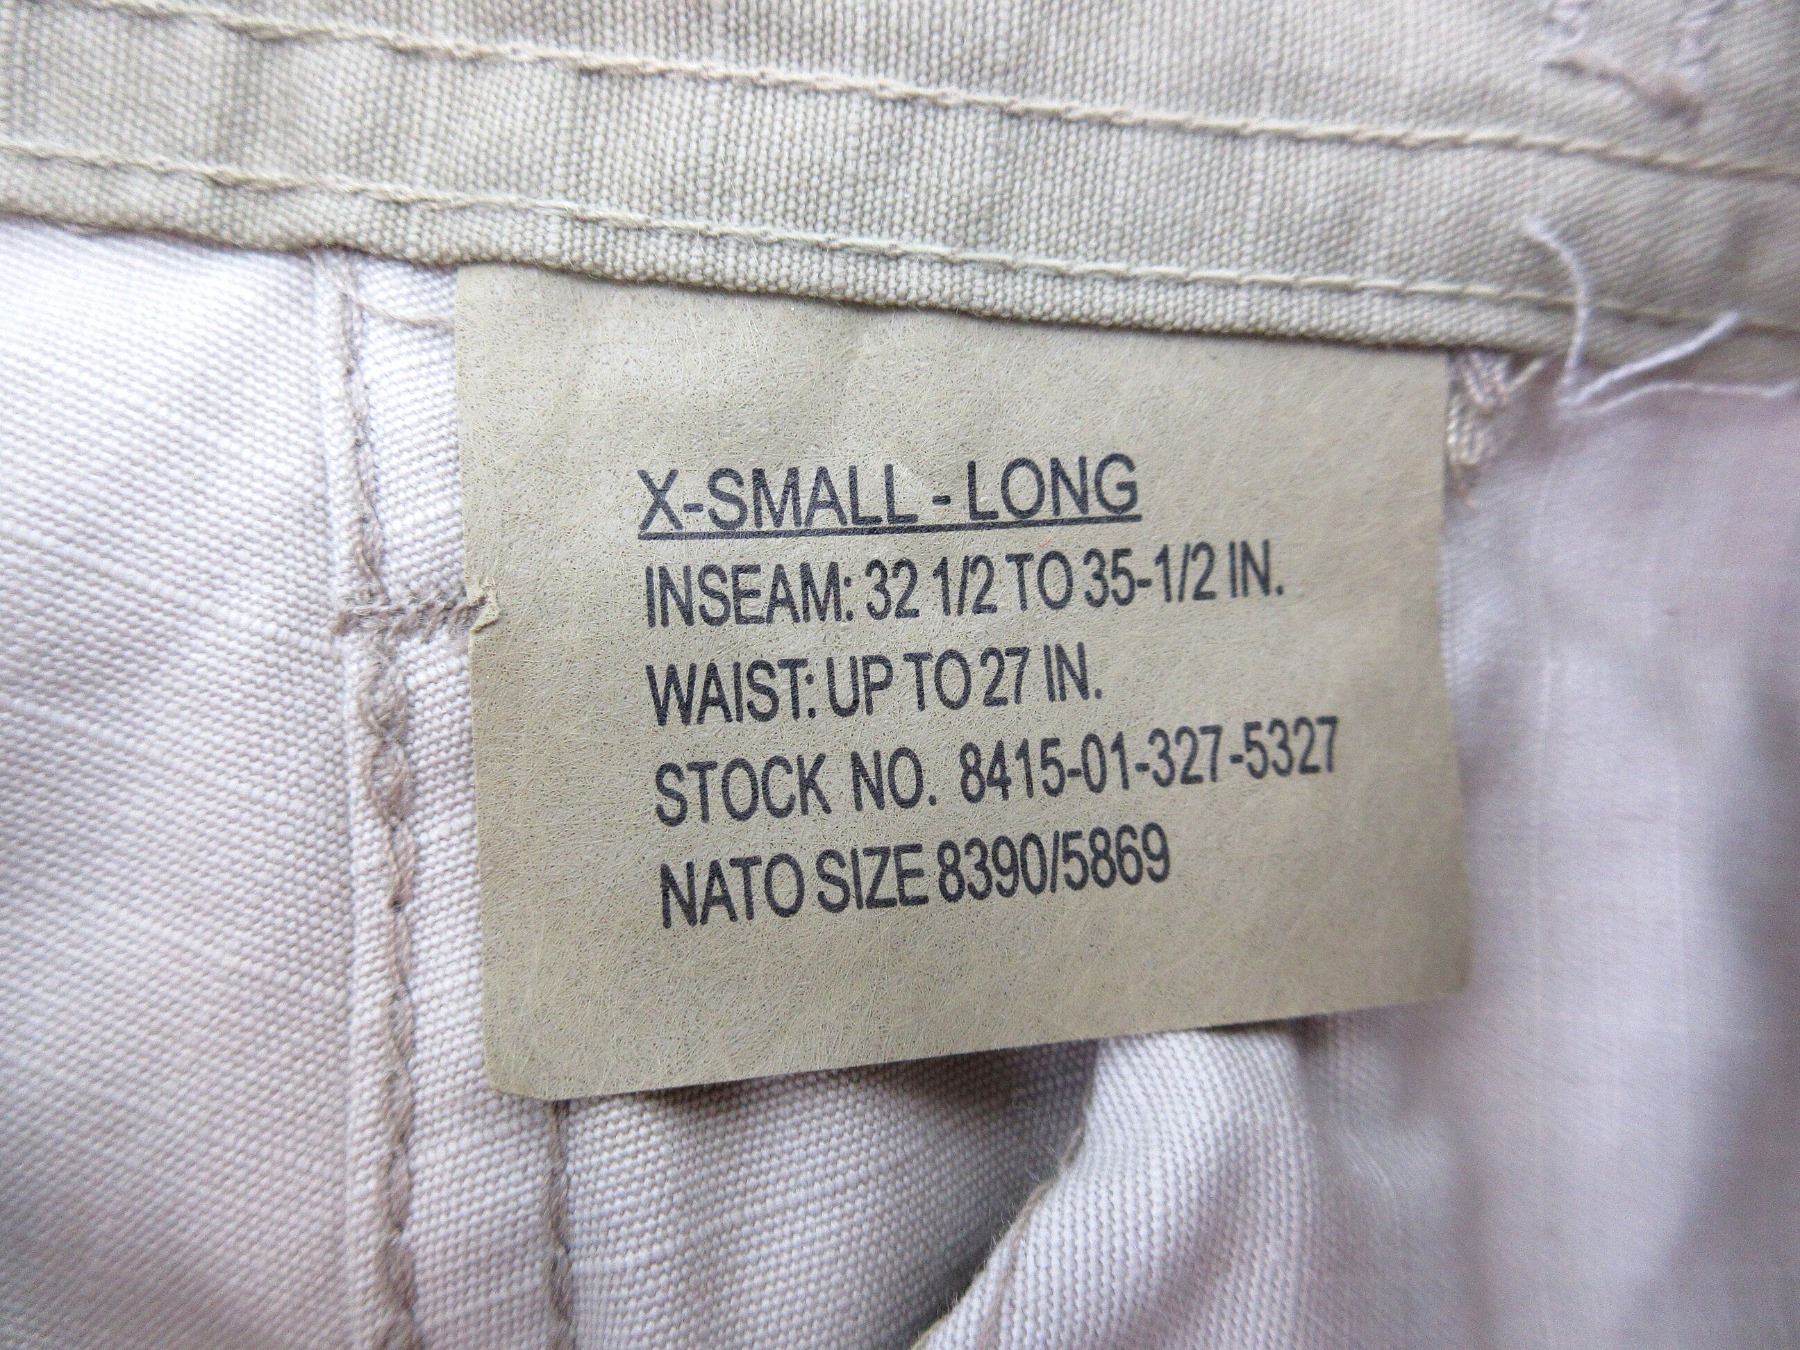 X-SMALL - LONG
INSEAM: 32 1/2 TO 35-1/2 IN.
WAIST: UP TO 27 IN.
STOCK NO. 8415-01-327-5327
NATO SIZE 8390/5869